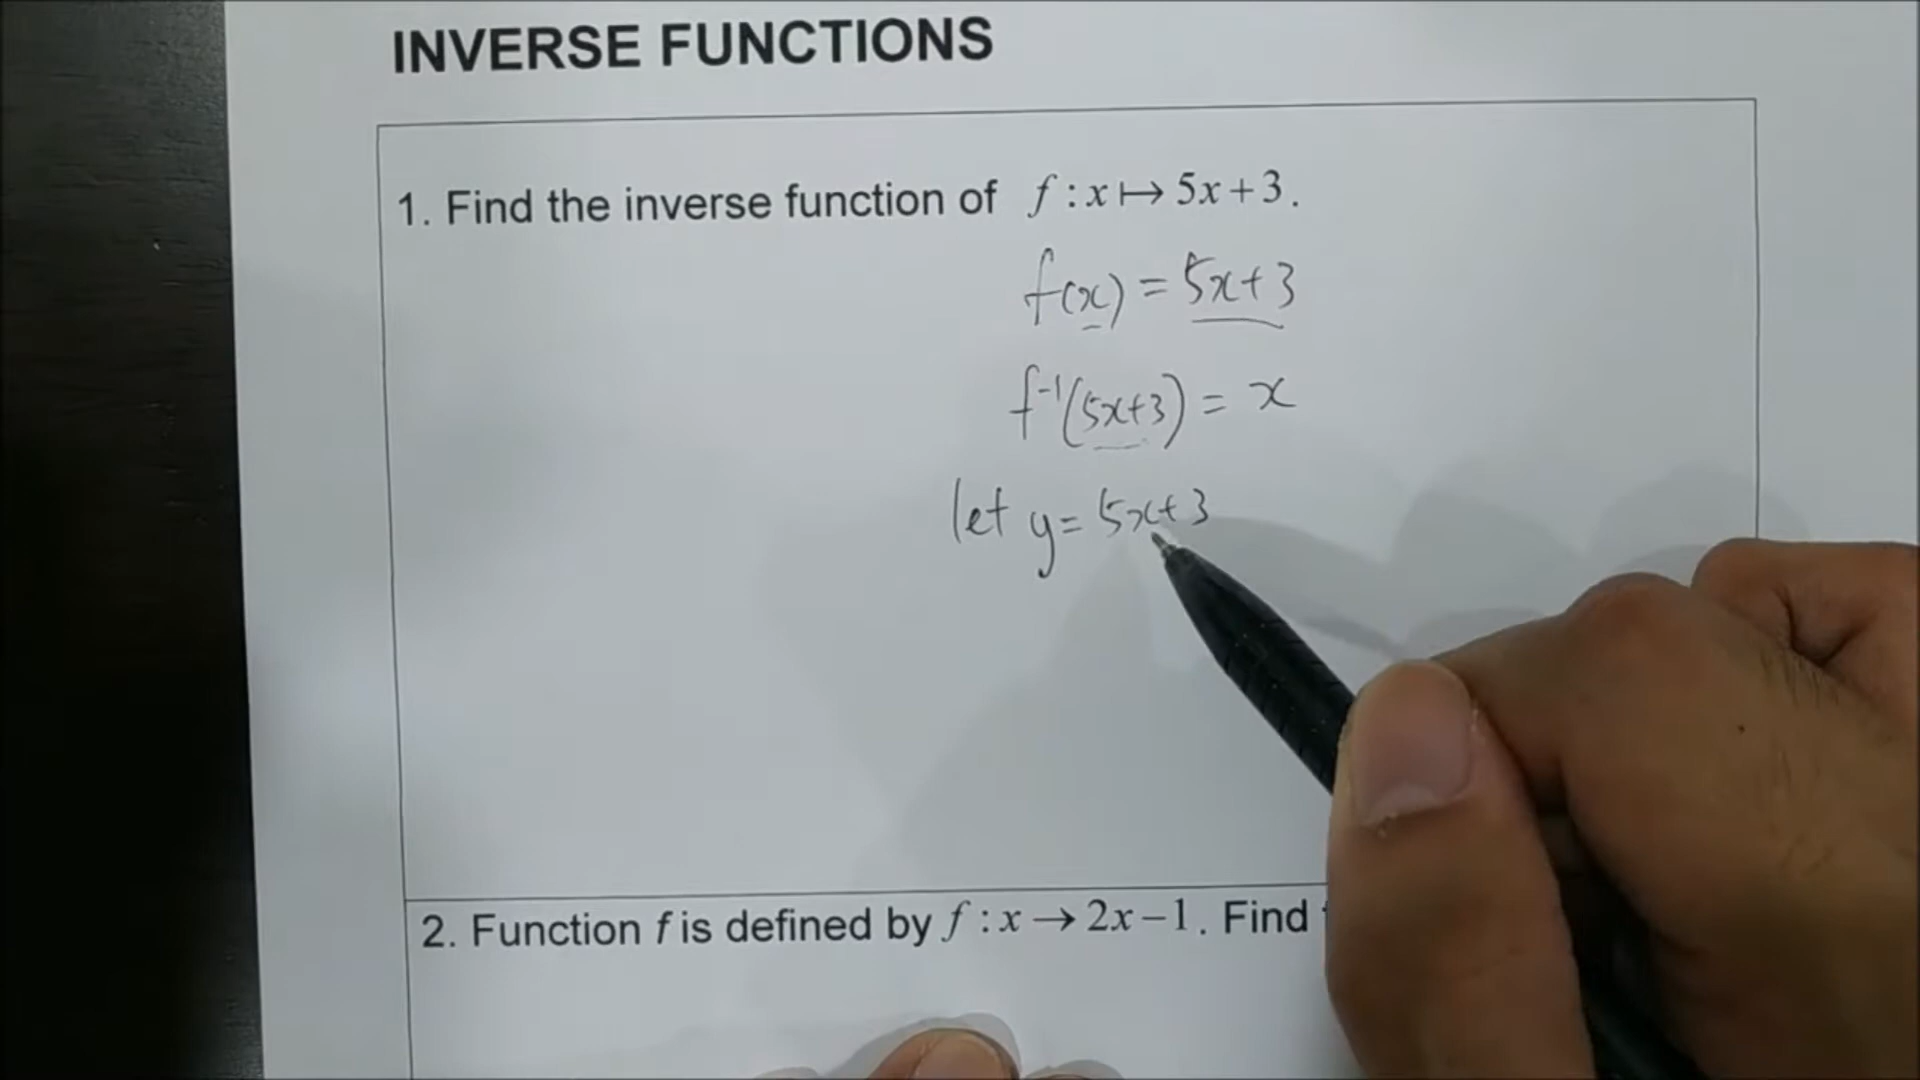 INVERSE FUNCTIONS
1. Find the inverse function of f : x ↦ 5x+3.
f(x) = 5x+3
f⁻¹(5x+3) = x
let y = 5x+3
2. Function f is defined by f : x → 2x−1. Find